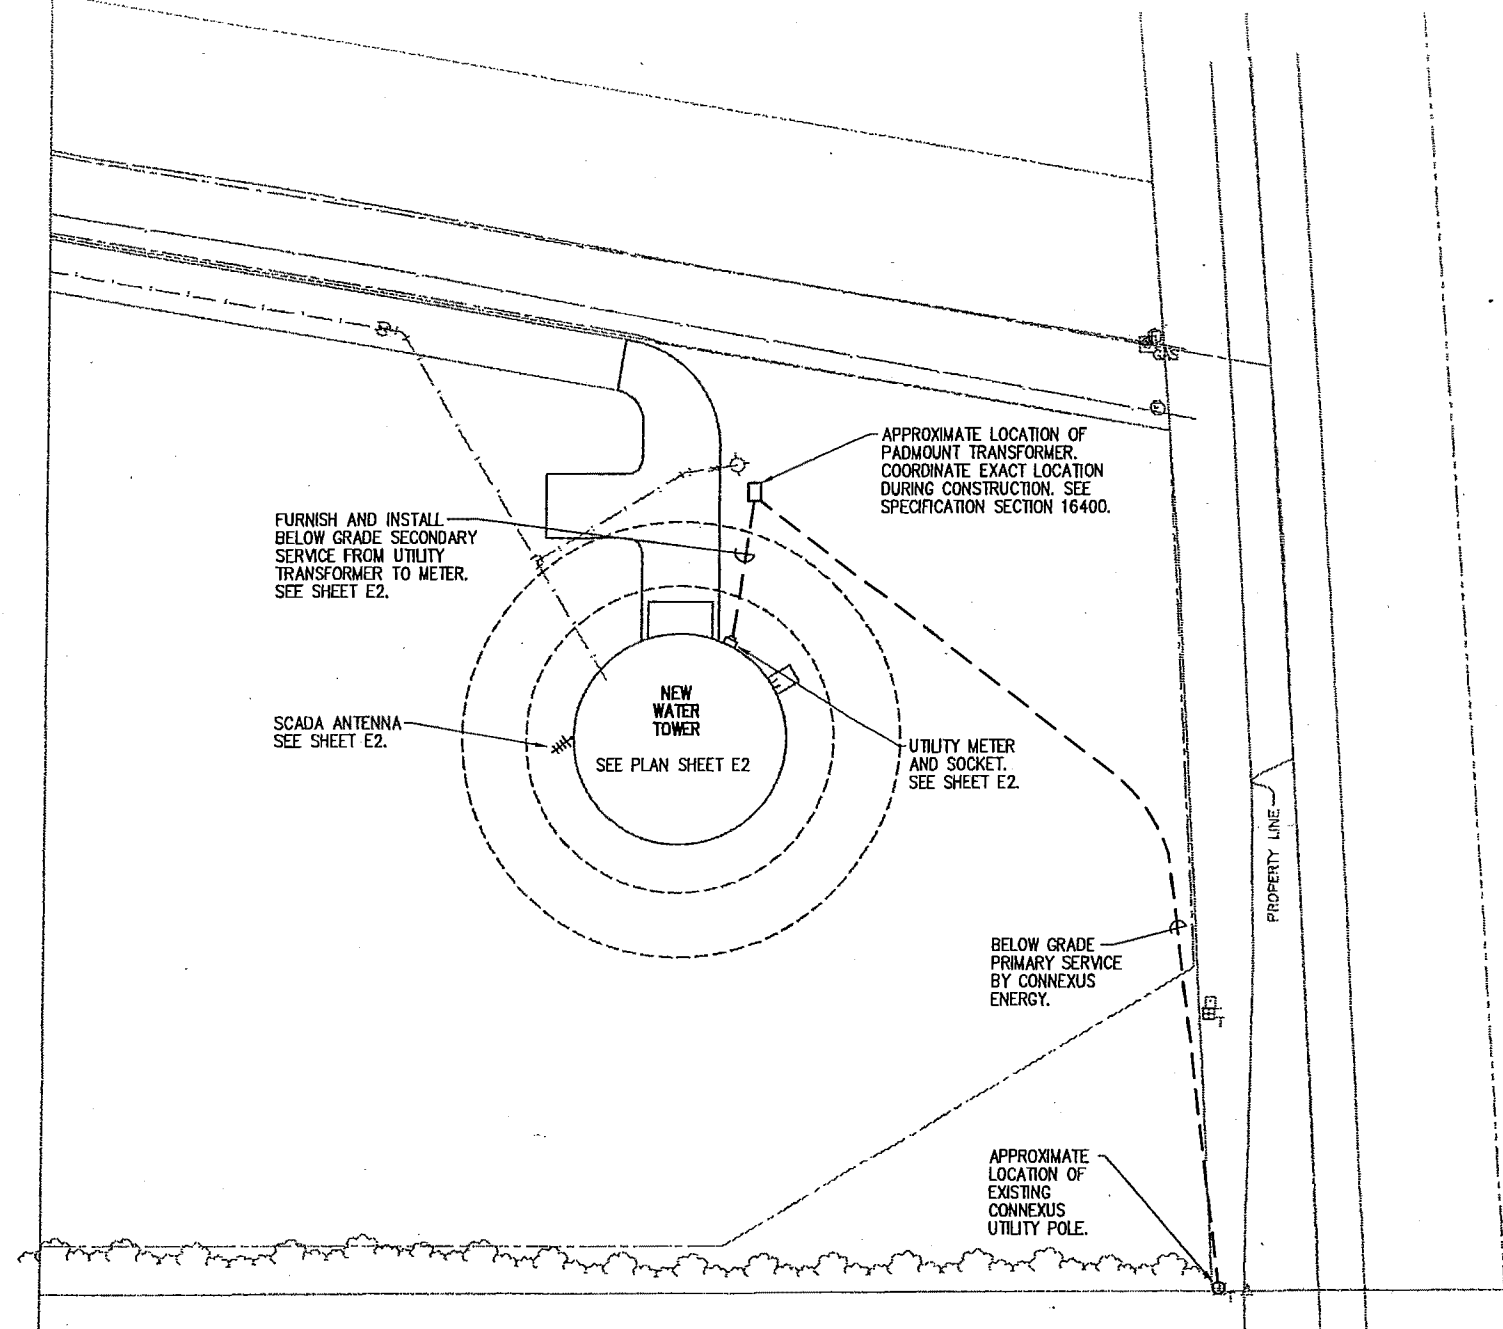 GAS
APPROXIMATE LOCATION OF
PADMOUNT TRANSFORMER.
COORDINATE EXACT LOCATION
DURING CONSTRUCTION. SEE
SPECIFICATION SECTION 16400.
FURNISH AND INSTALL
BELOW GRADE SECONDARY
SERVICE FROM UTILITY
TRANSFORMER TO METER.
SEE SHEET E2.
NEW
WATER
TOWER
SEE PLAN SHEET E2
SCADA ANTENNA
SEE SHEET E2.
UTILITY METER
AND SOCKET.
SEE SHEET E2.
PROPERTY LINE
BELOW GRADE
PRIMARY SERVICE
BY CONNEXUS
ENERGY.
APPROXIMATE
LOCATION OF
EXISTING
CONNEXUS
UTILITY POLE.